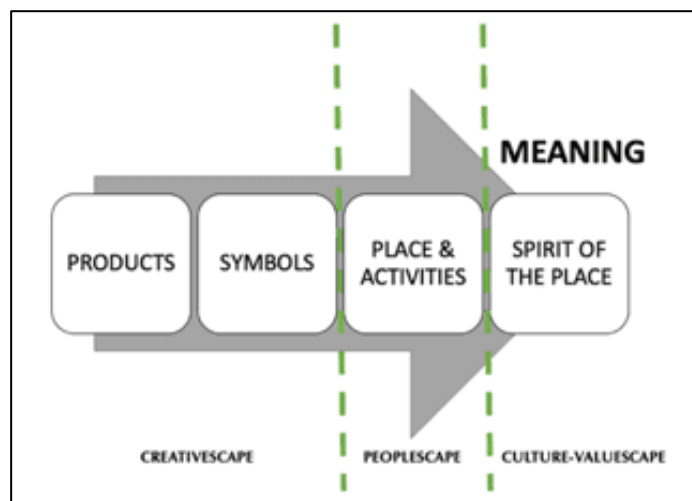 MEANING
PRODUCTS
SYMBOLS
PLACE &
ACTIVITIES
SPIRIT OF
THE PLACE
CREATIVESCAPE
PEOPLESCAPE
CULTURE-VALUESCAPE